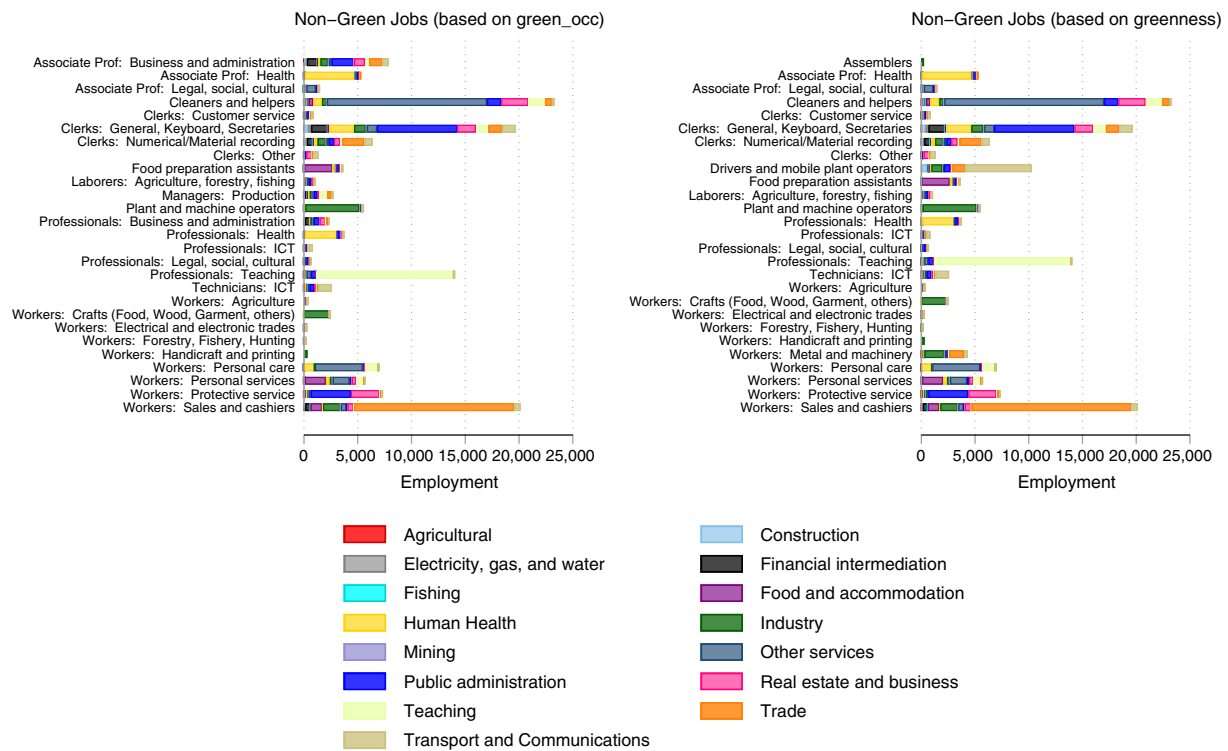 Non−Green Jobs (based on green_occ)
Associate Prof: Business and administration
Associate Prof: Health
Associate Prof: Legal, social, cultural
Cleaners and helpers
Clerks: Customer service
Clerks: General, Keyboard, Secretaries
Clerks: Numerical/Material recording
Clerks: Other
Food preparation assistants
Laborers: Agriculture, forestry, fishing
Managers: Production
Plant and machine operators
Professionals: Business and administration
Professionals: Health
Professionals: ICT
Professionals: Legal, social, cultural
Professionals: Teaching
Technicians: ICT
Workers: Agriculture
Workers: Crafts (Food, Wood, Garment, others)
Workers: Electrical and electronic trades
Workers: Forestry, Fishery, Hunting
Workers: Handicraft and printing
Workers: Personal care
Workers: Personal services
Workers: Protective service
Workers: Sales and cashiers
0 5,000 10,000 15,000 20,000 25,000
Employment
Non−Green Jobs (based on greenness)
Assemblers
Associate Prof: Health
Associate Prof: Legal, social, cultural
Cleaners and helpers
Clerks: Customer service
Clerks: General, Keyboard, Secretaries
Clerks: Numerical/Material recording
Clerks: Other
Drivers and mobile plant operators
Food preparation assistants
Laborers: Agriculture, forestry, fishing
Plant and machine operators
Professionals: Health
Professionals: ICT
Professionals: Legal, social, cultural
Professionals: Teaching
Technicians: ICT
Workers: Agriculture
Workers: Crafts (Food, Wood, Garment, others)
Workers: Electrical and electronic trades
Workers: Forestry, Fishery, Hunting
Workers: Handicraft and printing
Workers: Metal and machinery
Workers: Personal care
Workers: Personal services
Workers: Protective service
Workers: Sales and cashiers
0 5,000 10,000 15,000 20,000 25,000
Employment
Agricultural
Construction
Electricity, gas, and water
Financial intermediation
Fishing
Food and accommodation
Human Health
Industry
Mining
Other services
Public administration
Real estate and business
Teaching
Trade
Transport and Communications